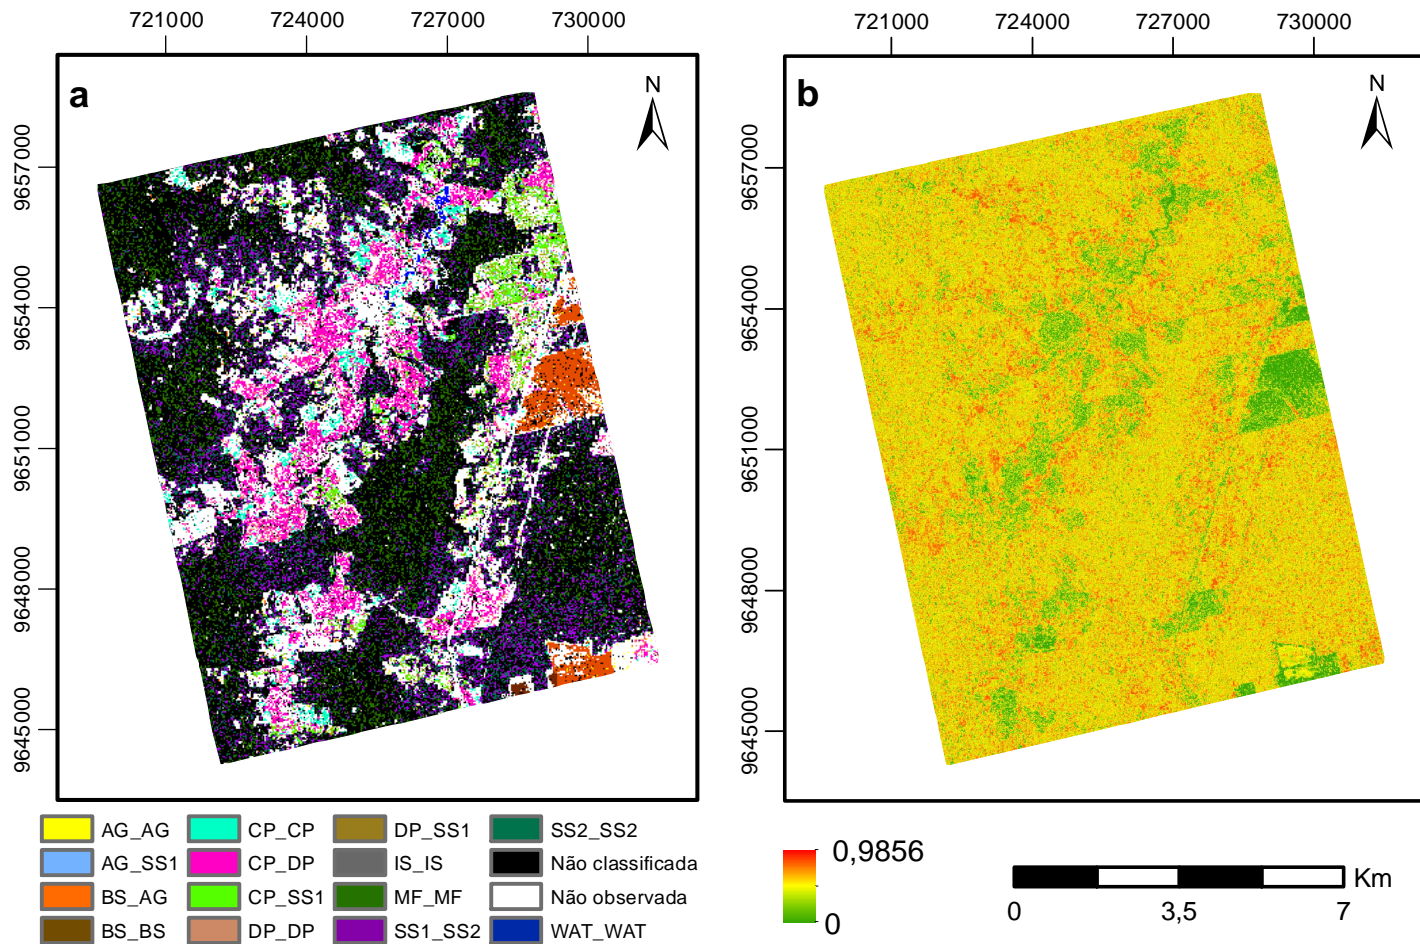 721000 724000 727000 730000
721000 724000 727000 730000
a
N
b
N
9657000
9654000
9651000
9648000
9645000
9657000
9654000
9651000
9648000
9645000
AG_AG CP_CP DP_SS1 SS2_SS2
AG_SS1 CP_DP IS_IS Não classificada
BS_AG CP_SS1 MF_MF Não observada
BS_BS DP_DP SS1_SS2 WAT_WAT
0,9856
0
Km
0 3,5 7